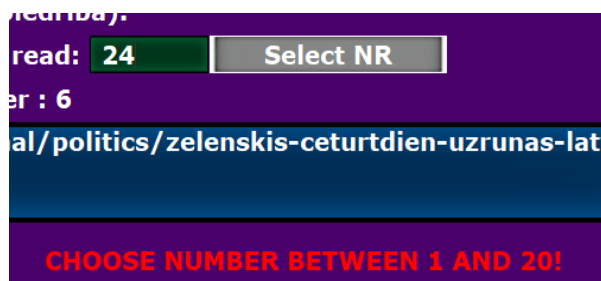 read: 24 Select NR
er : 6
al/politics/zelenskis-ceturtdien-uzrunas-lat
CHOOSE NUMBER BETWEEN 1 AND 20!